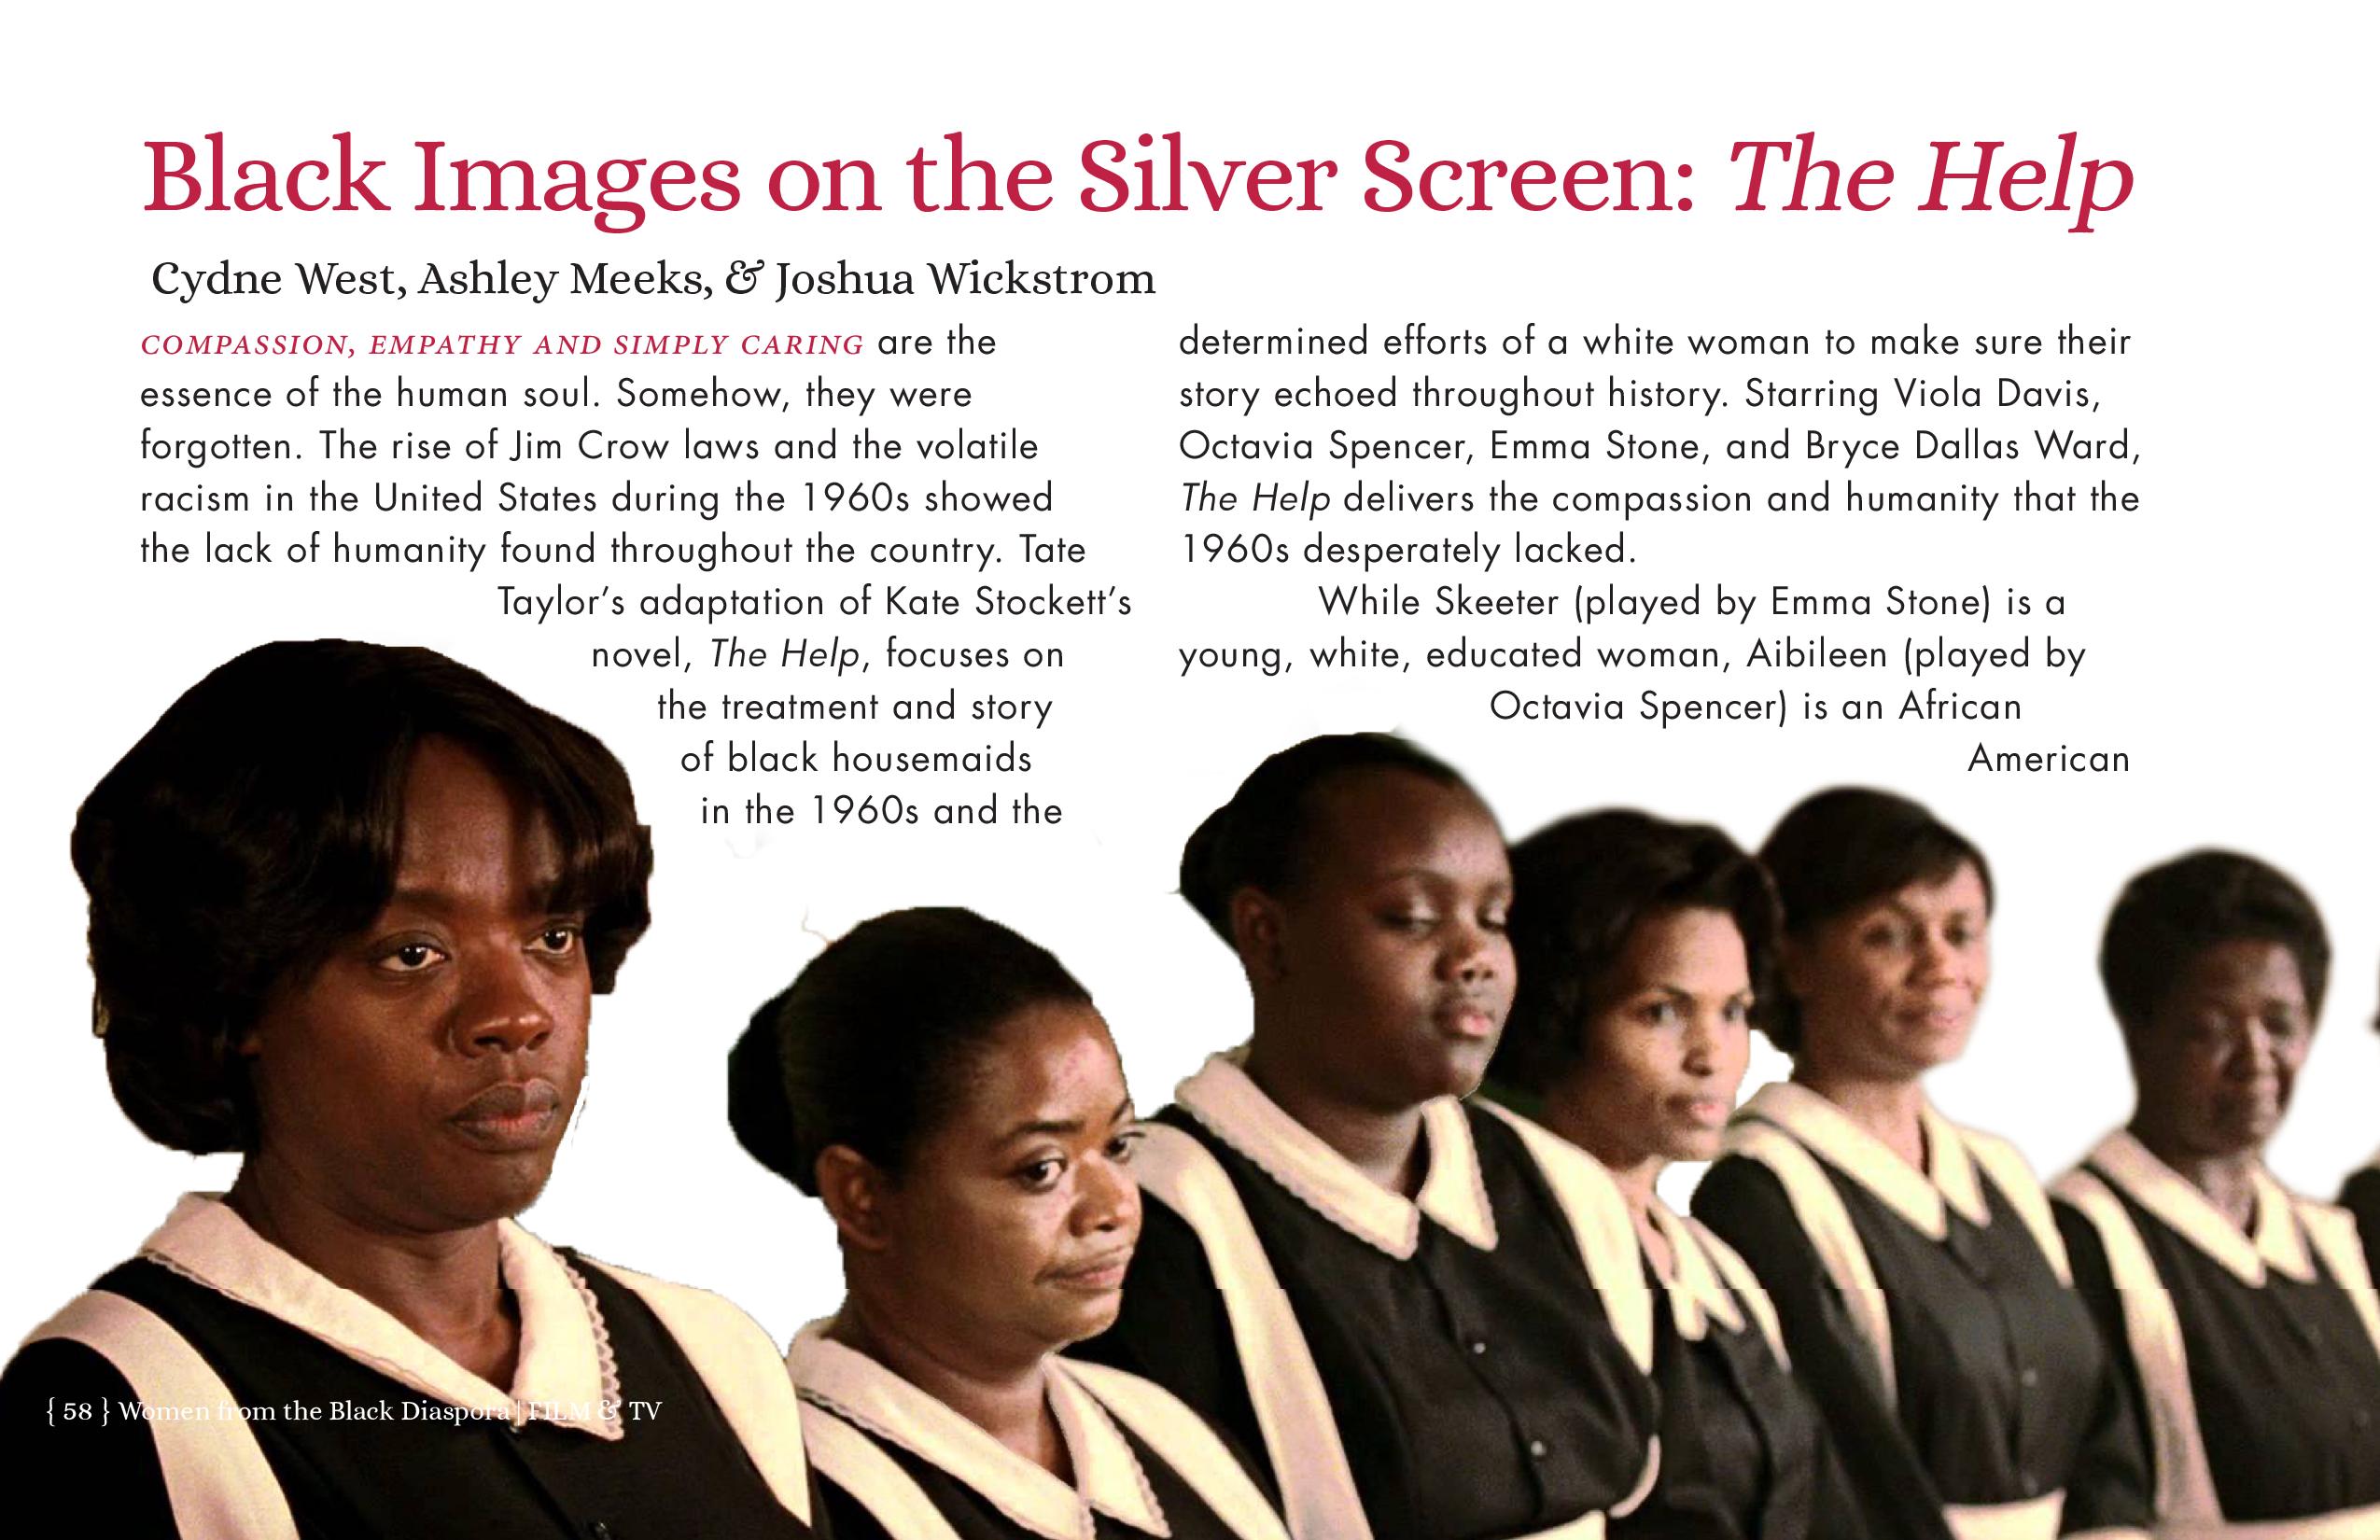 Black Images on the Silver Screen: The Help
Cydne West, Ashley Meeks, & Joshua Wickstrom
COMPASSION, EMPATHY AND SIMPLY CARING are the
essence of the human soul. Somehow, they were
forgotten. The rise of Jim Crow laws and the volatile
racism in the United States during the 1960s showed
the lack of humanity found throughout the country. Tate
Taylor’s adaptation of Kate Stockett’s
novel, The Help, focuses on
the treatment and story
of black housemaids
in the 1960s and the
determined efforts of a white woman to make sure their
story echoed throughout history. Starring Viola Davis,
Octavia Spencer, Emma Stone, and Bryce Dallas Ward,
The Help delivers the compassion and humanity that the
1960s desperately lacked.
While Skeeter (played by Emma Stone) is a
young, white, educated woman, Aibileen (played by
Octavia Spencer) is an African
American
{ 58 } Women from the Black Diaspora| FILM & TV